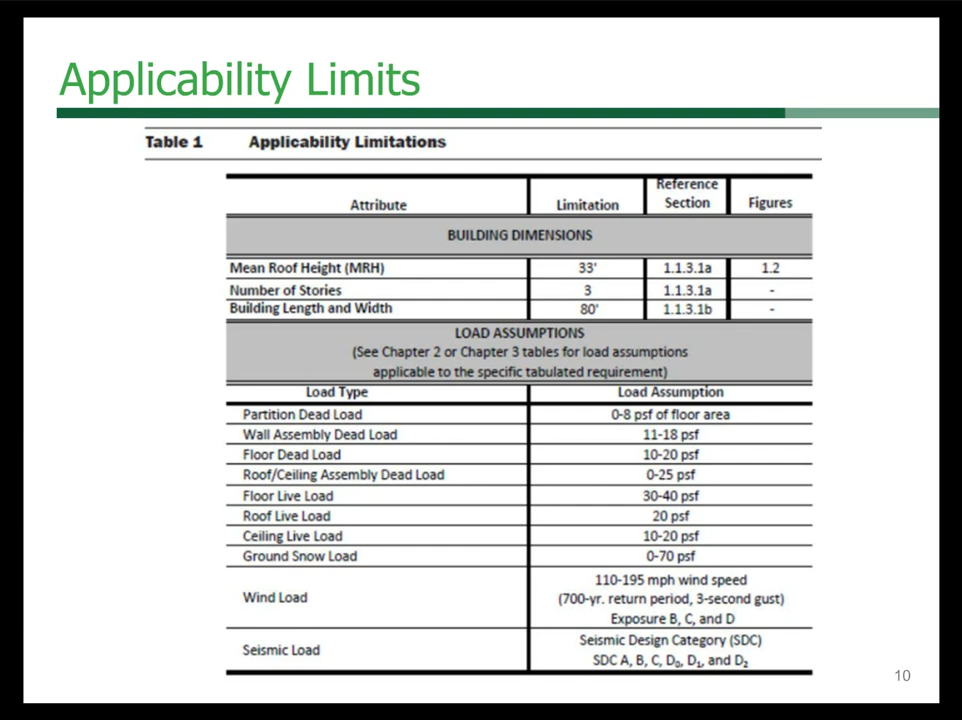 Applicability Limits
Table 1 Applicability Limitations
Attribute Limitation Reference Section Figures
BUILDING DIMENSIONS
Mean Roof Height (MRH) 33' 1.1.3.1a 1.2
Number of Stories 3 1.1.3.1a -
Building Length and Width 80' 1.1.3.1b -
LOAD ASSUMPTIONS
(See Chapter 2 or Chapter 3 tables for load assumptions
applicable to the specific tabulated requirement)
Load Type Load Assumption
Partition Dead Load 0-8 psf of floor area
Wall Assembly Dead Load 11-18 psf
Floor Dead Load 10-20 psf
Roof/Ceiling Assembly Dead Load 0-25 psf
Floor Live Load 30-40 psf
Roof Live Load 20 psf
Ceiling Live Load 10-20 psf
Ground Snow Load 0-70 psf
Wind Load 110-195 mph wind speed
(700-yr. return period, 3-second gust)
Exposure B, C, and D
Seismic Load Seismic Design Category (SDC)
SDC A, B, C, D₀, D₁, and D₂
10